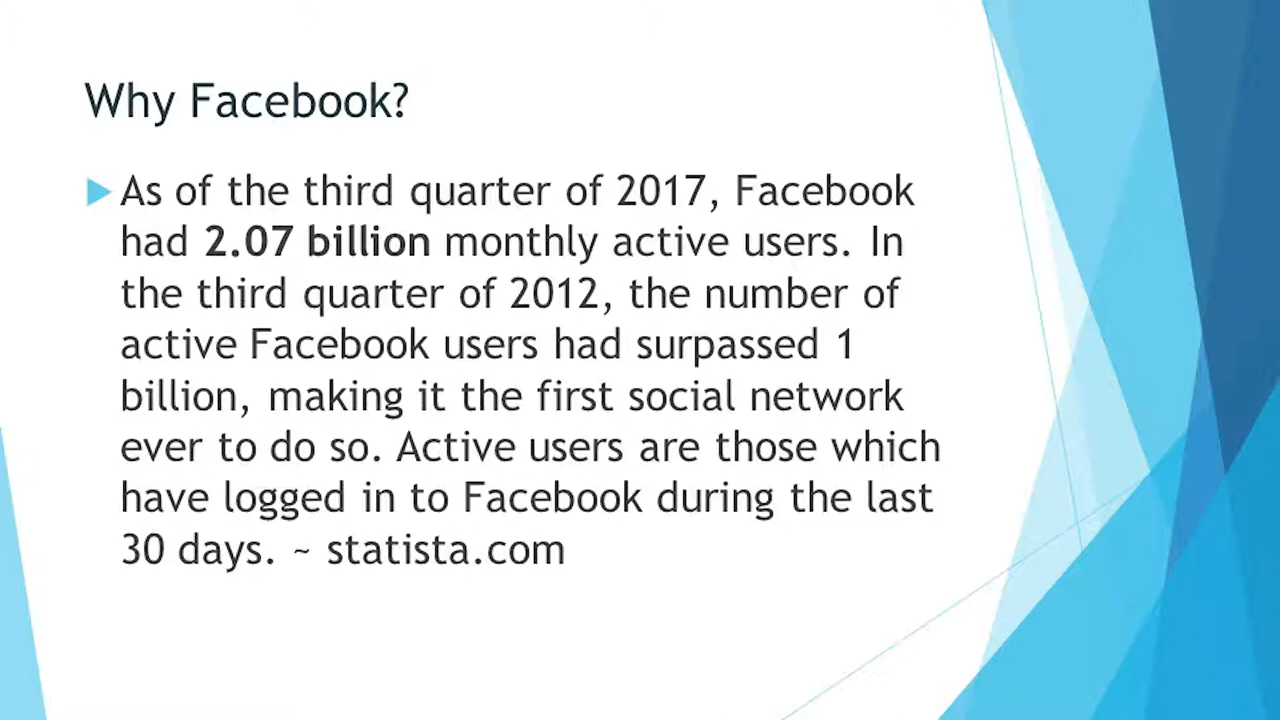 Why Facebook?
As of the third quarter of 2017, Facebook
had 2.07 billion monthly active users. In
the third quarter of 2012, the number of
active Facebook users had surpassed 1
billion, making it the first social network
ever to do so. Active users are those which
have logged in to Facebook during the last
30 days. ~ statista.com